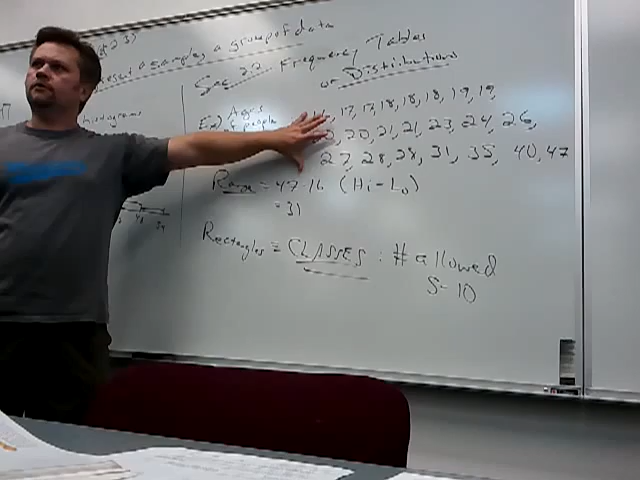 a group of data
Sec 2.2 Frequency Tables
or Distributions
histograms
Ex) Ages
of people
17, 17, 18, 18, 18, 19, 19,
20, 21, 21, 23, 24, 26,
27, 28, 28, 31, 35, 40, 47
Range = 47-16 (Hi-Lo)
= 31
Rectangles = CLASSES : # allowed
5-10